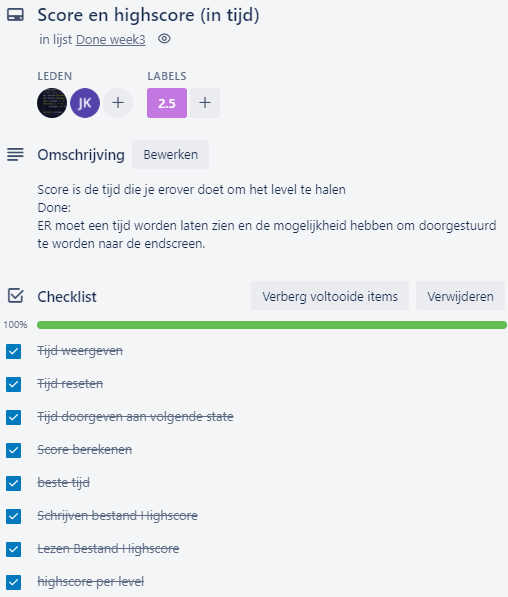 Score en highscore (in tijd)
in lijst Done week3
LEDEN LABELS
JK + 2.5 +
Omschrijving Bewerken
Score is de tijd die je erover doet om het level te halen
Done:
ER moet een tijd worden laten zien en de mogelijkheid hebben om doorgestuurd
te worden naar de endscreen.
Checklist Verberg voltooide items Verwijderen
100%
Tijd weergeven
Tijd reseten
Tijd doorgeven aan volgende state
Score berekenen
beste tijd
Schrijven bestand Highscore
Lezen Bestand Highscore
highscore per level